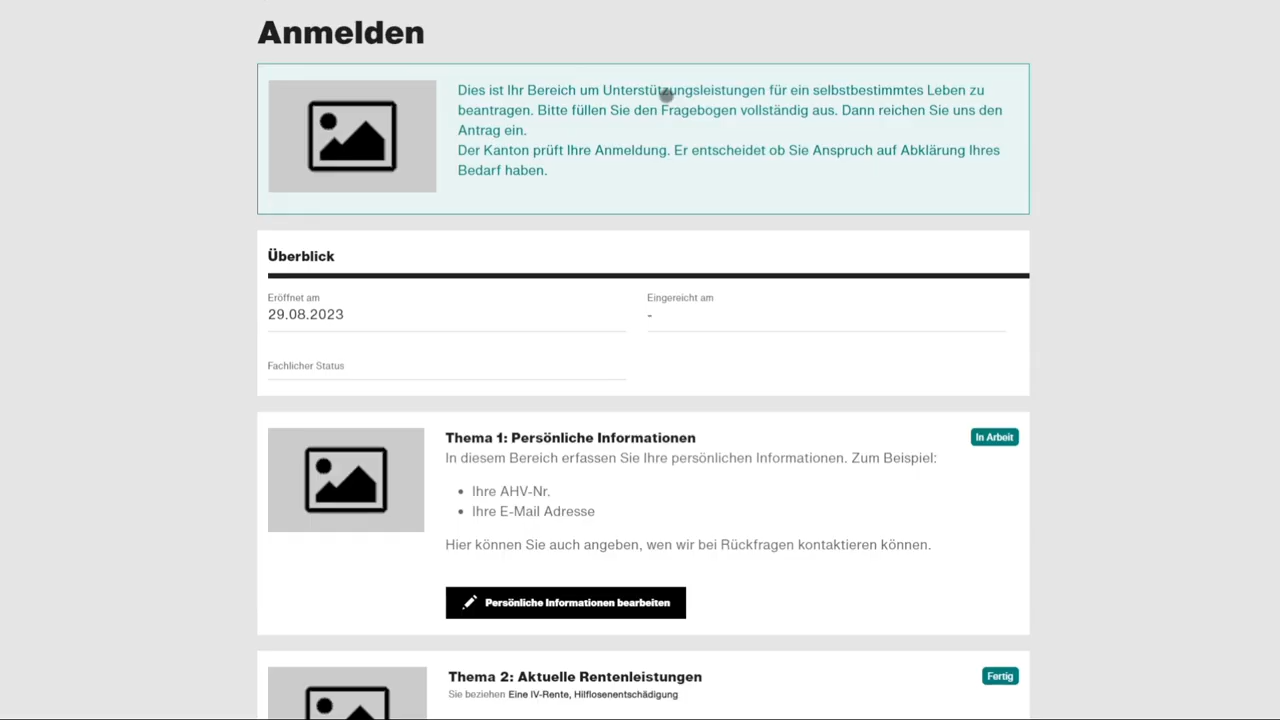 Anmelden
Dies ist Ihr Bereich um Unterstützungsleistungen für ein selbstbestimmtes Leben zu
beantragen. Bitte füllen Sie den Fragebogen vollständig aus. Dann reichen Sie uns den
Antrag ein.
Der Kanton prüft Ihre Anmeldung. Er entscheidet ob Sie Anspruch auf Abklärung Ihres
Bedarf haben.
Überblick
Eröffnet am
29.08.2023
Eingereicht am
-
Fachlicher Status
Thema 1: Persönliche Informationen
In Arbeit
In diesem Bereich erfassen Sie Ihre persönlichen Informationen. Zum Beispiel:
• Ihre AHV-Nr.
• Ihre E-Mail Adresse
Hier können Sie auch angeben, wen wir bei Rückfragen kontaktieren können.
Persönliche Informationen bearbeiten
Thema 2: Aktuelle Rentenleistungen
Fertig
Sie beziehen Eine IV-Rente, Hilflosenentschädigung